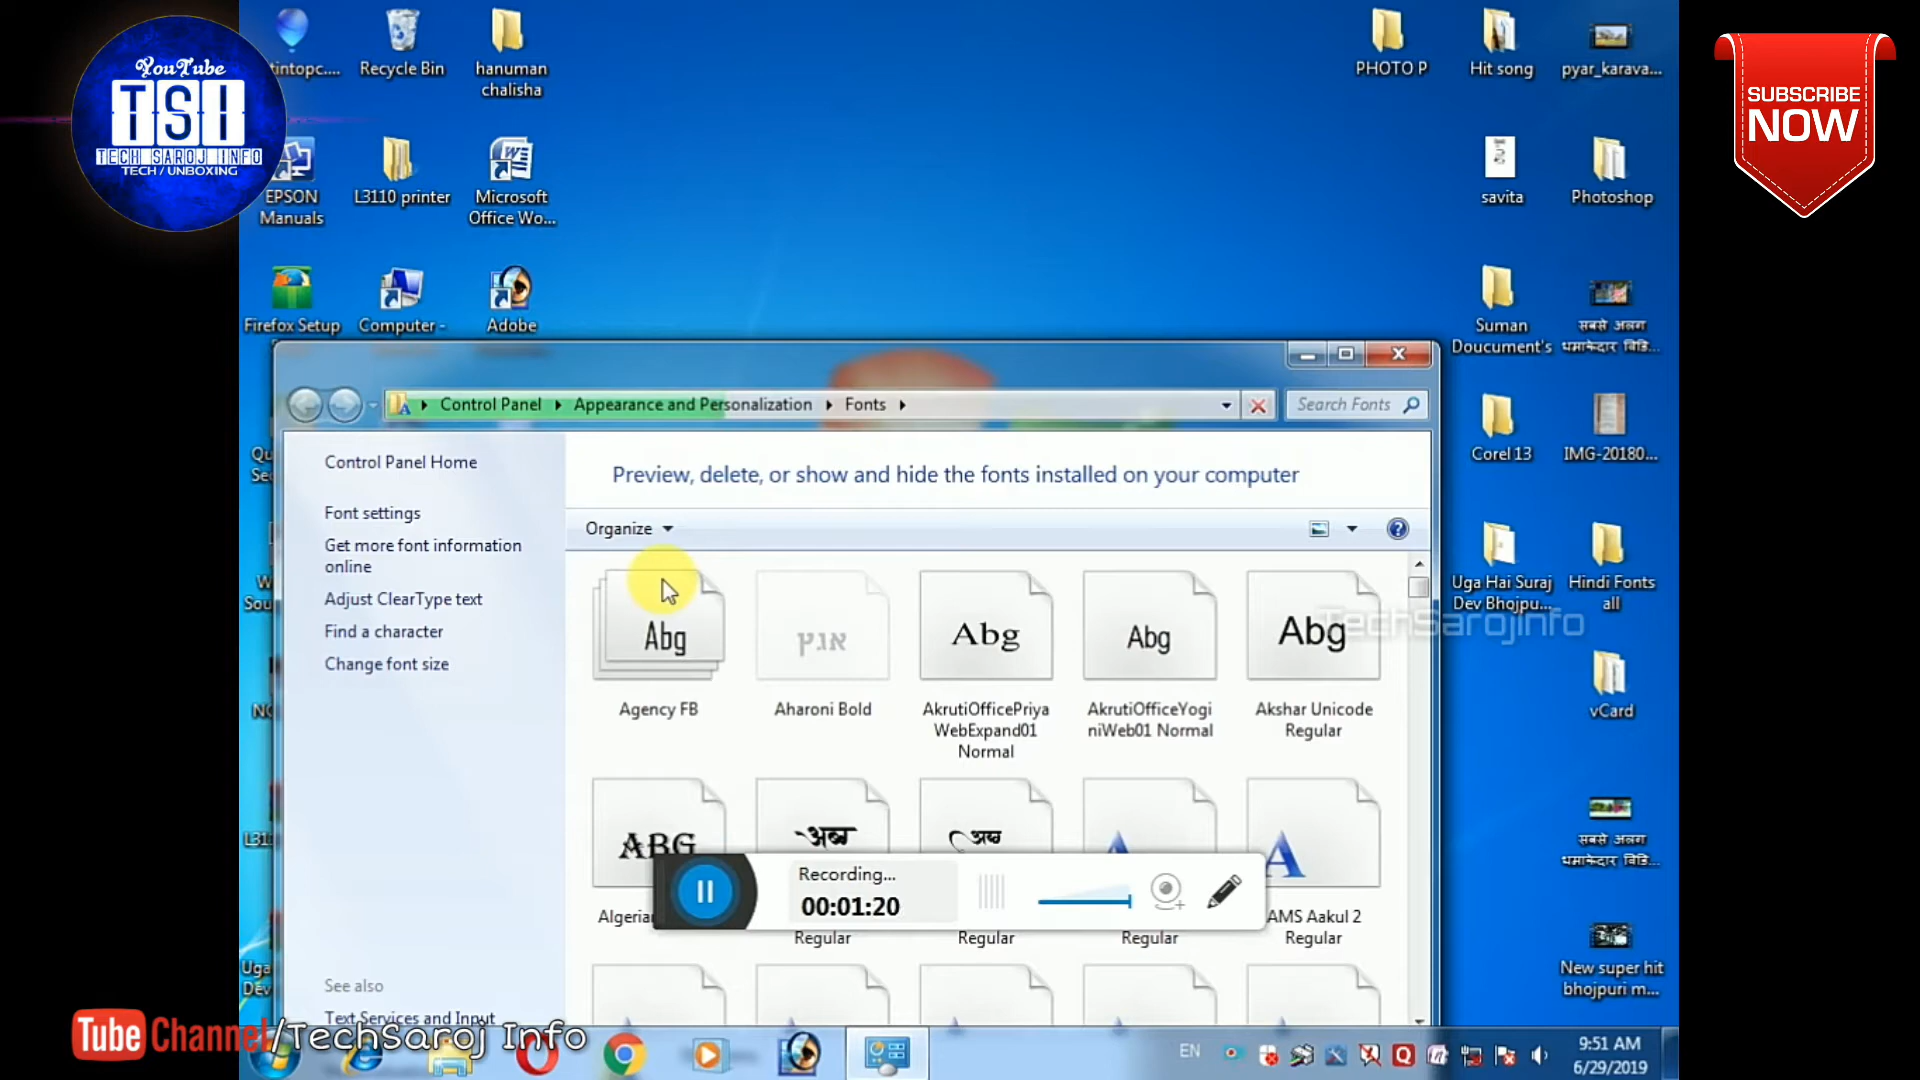 YouTube
TSI
TECH SAROJ INFO
TECH / UNBOXING
SUBSCRIBE
NOW
Recycle Bin
hanuman
chalisha
PHOTO P
Hit song
pyar_karava...
EPSON
Manuals
L3110 printer
Microsoft
Office Wo...
savita
Photoshop
Firefox Setup
Computer -
Adobe
Suman
Doucument's
सबसे अलग
धमाकेदार विडि...
Control Panel
Appearance and Personalization
Fonts
Search Fonts
Corel 13
IMG-20180...
Control Panel Home
Preview, delete, or show and hide the fonts installed on your computer
Font settings
Get more font information
online
Adjust ClearType text
Find a character
Change font size
Organize
Uga Hai Suraj
Dev Bhojpu...
Hindi Fonts
all
TechSarojinfo
Abg
אבץ
Abg
Abg
Abg
Agency FB
Aharoni Bold
AkrutiOfficePriya
WebExpand01
Normal
AkrutiOfficeYogi
niWeb01 Normal
Akshar Unicode
Regular
vCard
ABG
Recording...
00:01:20
AMS Aakul 2
Regular
Regular
Regular
Regular
सबसे अलग
धमाकेदार विडि...
New super hit
bhojpuri m...
See also
Text Services and Input
Tube Channel/TechSaroj Info
EN
9:51 AM
6/29/2019